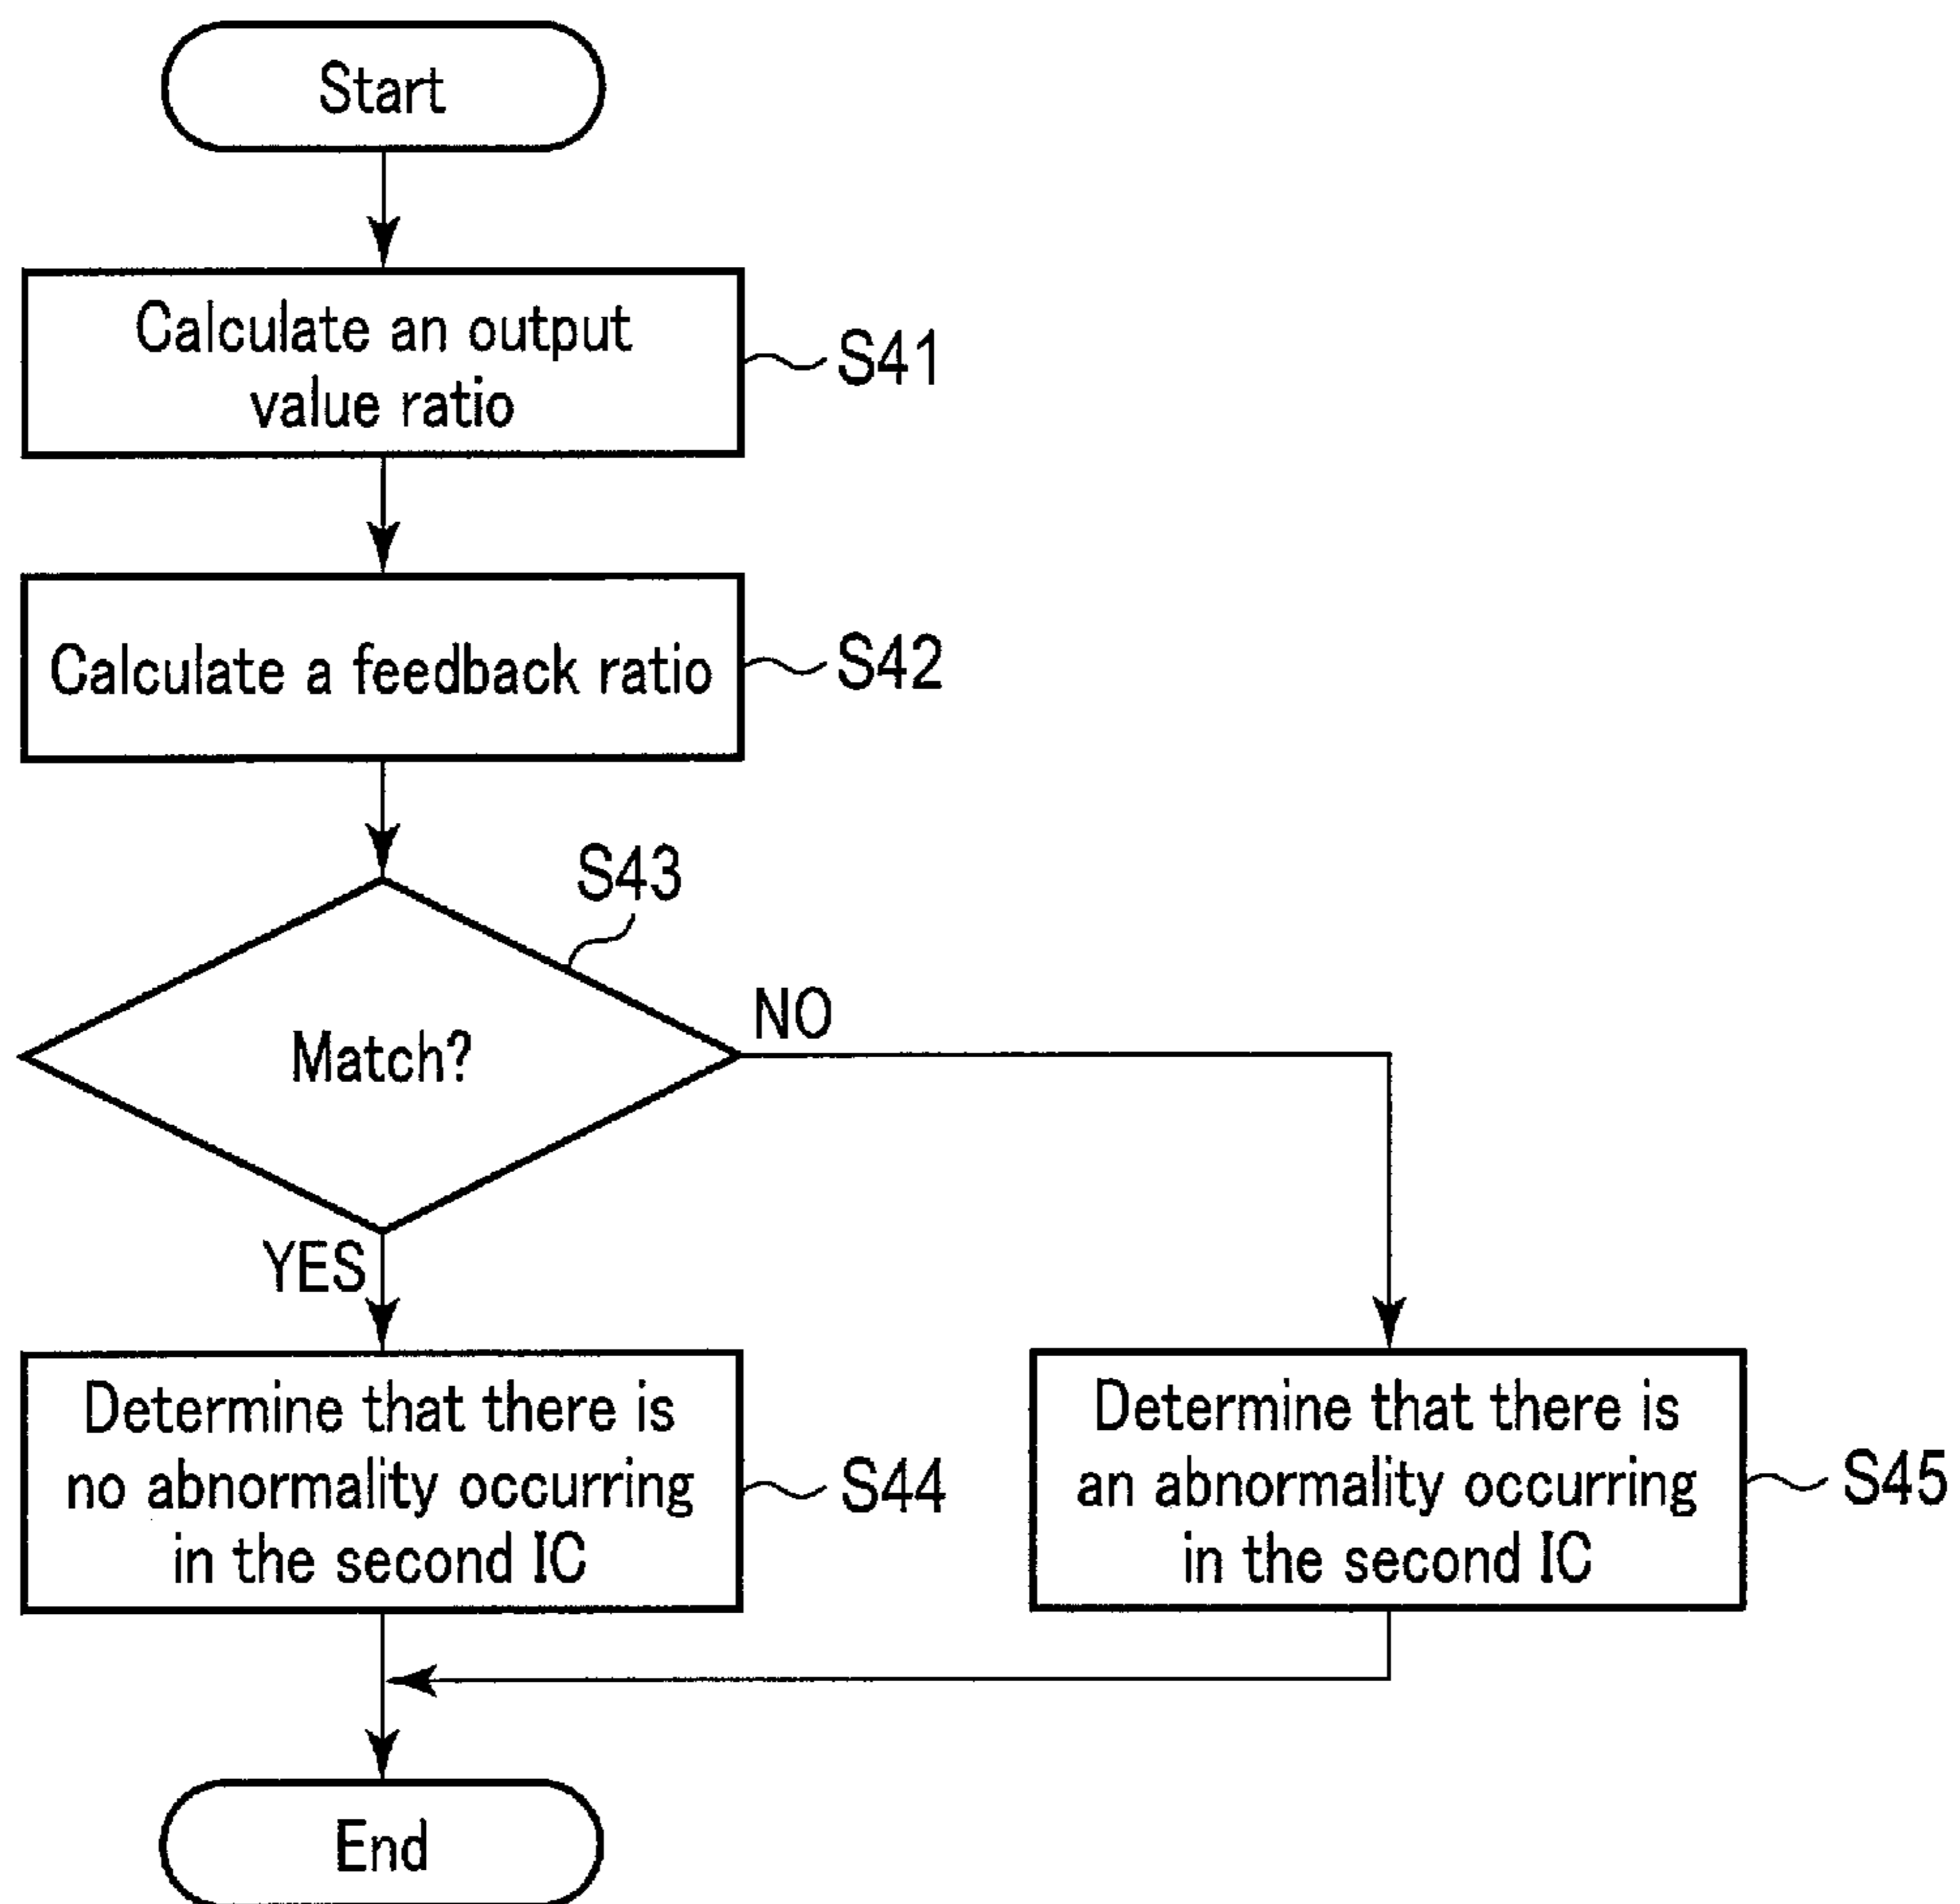 Start
Calculate an output
value ratio
S41
Calculate a feedback ratio
S42
S43
Match?
NO
YES
Determine that there is
no abnormality occurring
in the second IC
S44
Determine that there is
an abnormality occurring
in the second IC
S45
End